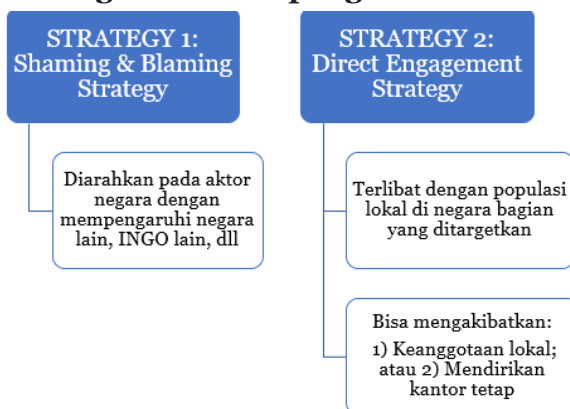 STRATEGY 1:
Shaming & Blaming
Strategy
Diarahkan pada aktor
negara dengan
mempengaruhi negara
lain, INGO lain, dll
STRATEGY 2:
Direct Engagement
Strategy
Terlibat dengan populasi
lokal di negara bagian
yang ditargetkan
Bisa mengakibatkan:
1) Keanggotaan lokal;
atau 2) Mendirikan
kantor tetap